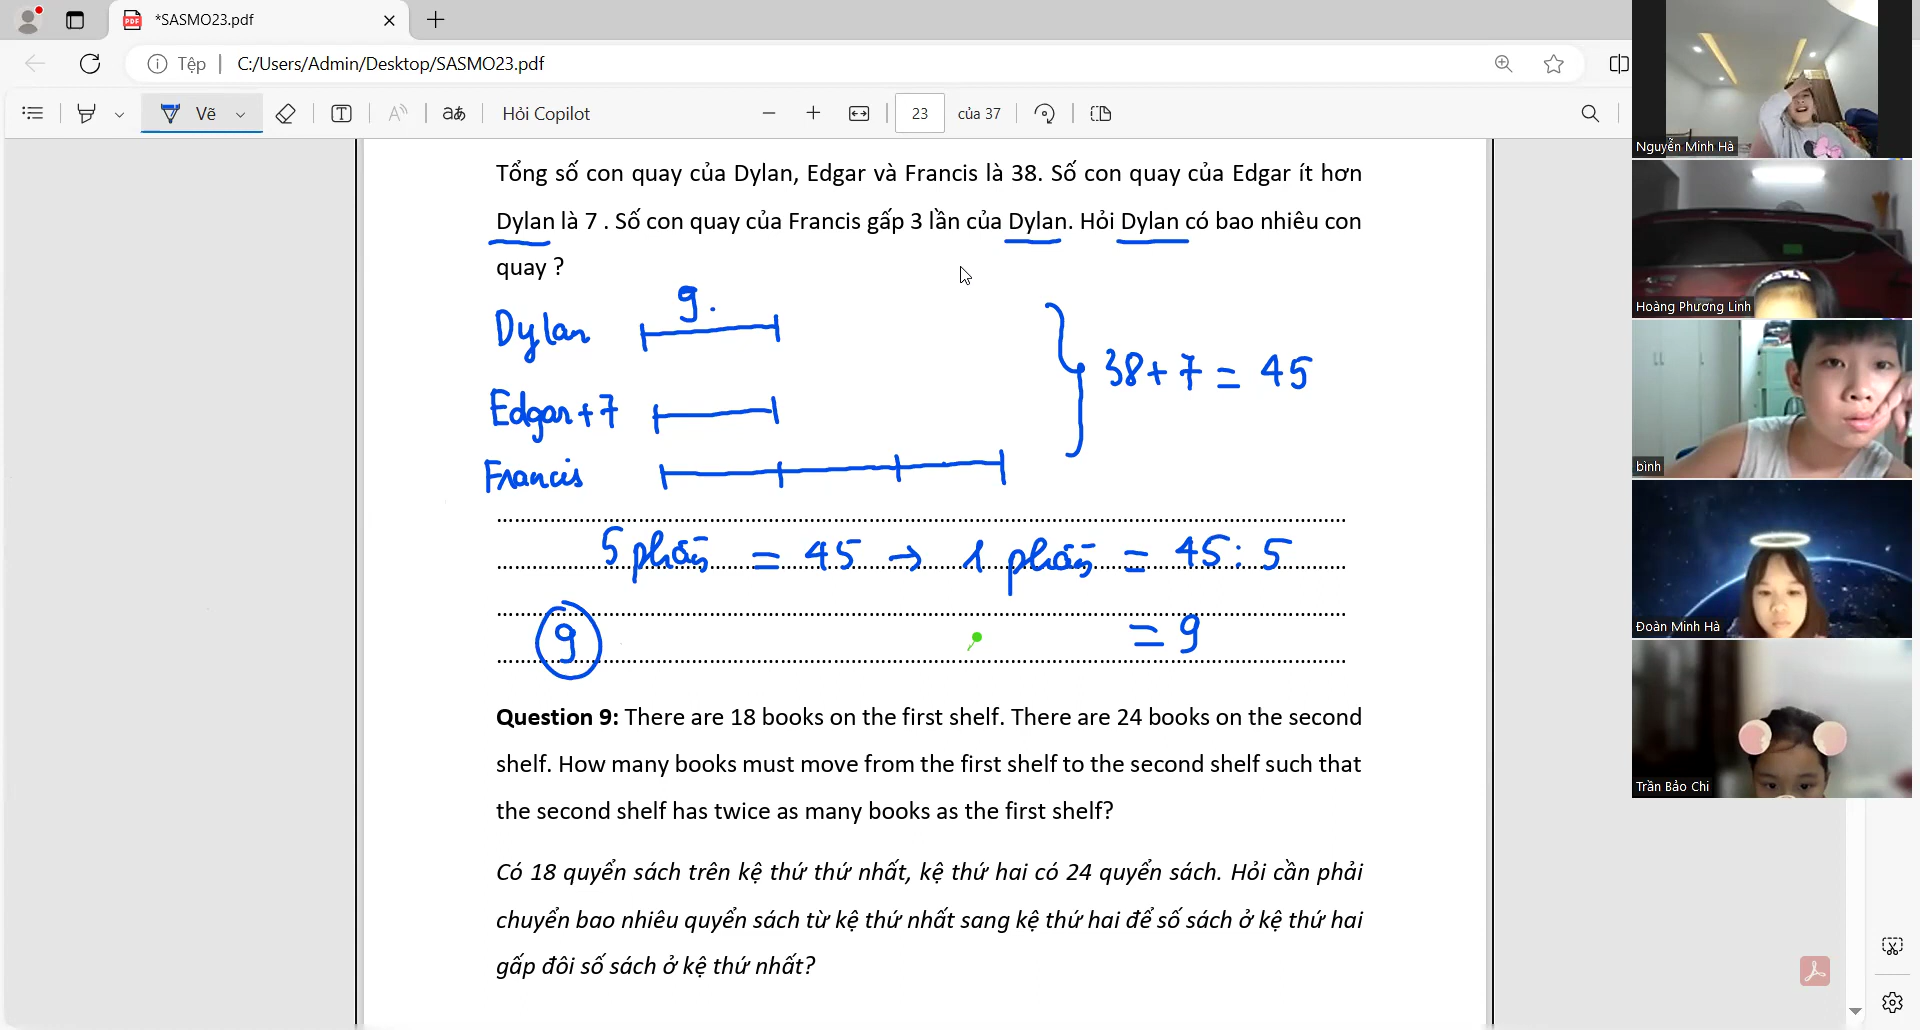 *SASMO23.pdf
Tệp
C:/Users/Admin/Desktop/SASMO23.pdf
Vẽ
aあ
Hỏi Copilot
23
của 37
Tổng số con quay của Dylan, Edgar và Francis là 38. Số con quay của Edgar ít hơn
Dylan là 7 . Số con quay của Francis gấp 3 lần của Dylan. Hỏi Dylan có bao nhiêu con
quay ?
9.
Dylan
38+7 = 45
Edgar+7
Francis
5 phần = 45 → 1 phần = 45:5
9
= 9
Question 9: There are 18 books on the first shelf. There are 24 books on the second
shelf. How many books must move from the first shelf to the second shelf such that
the second shelf has twice as many books as the first shelf?
Có 18 quyển sách trên kệ thứ thứ nhất, kệ thứ hai có 24 quyển sách. Hỏi cần phải
chuyển bao nhiêu quyển sách từ kệ thứ nhất sang kệ thứ hai để số sách ở kệ thứ hai
gấp đôi số sách ở kệ thứ nhất?
Nguyễn Minh Hà
Hoàng Phương Linh
bình
Đoàn Minh Hà
Trần Bảo Chi